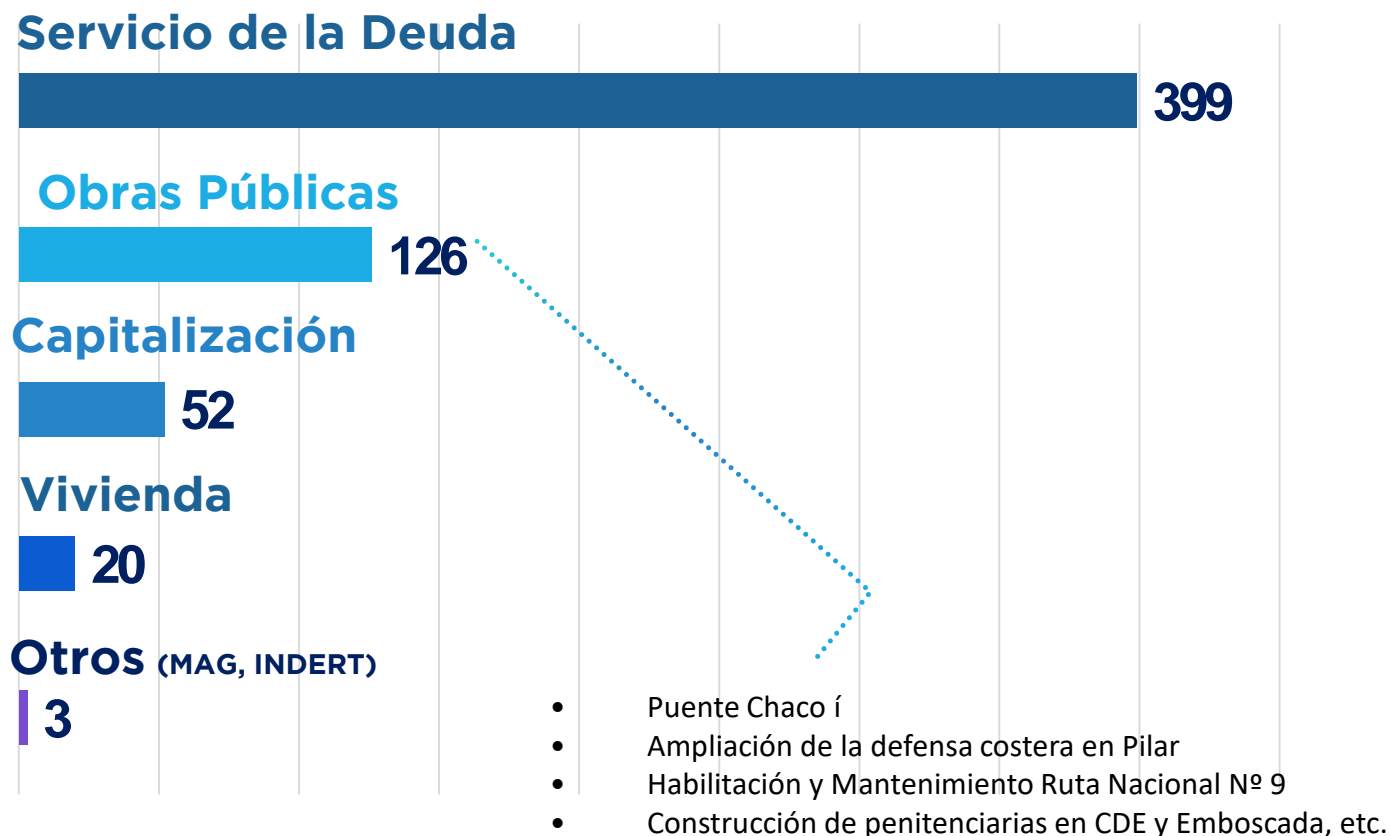 Servicio de la Deuda
399
Obras Públicas
126
Capitalización
52
Vivienda
20
Otros (MAG, INDERT)
3
• Puente Chaco í
• Ampliación de la defensa costera en Pilar
• Habilitación y Mantenimiento Ruta Nacional Nº 9
• Construcción de penitenciarias en CDE y Emboscada, etc.